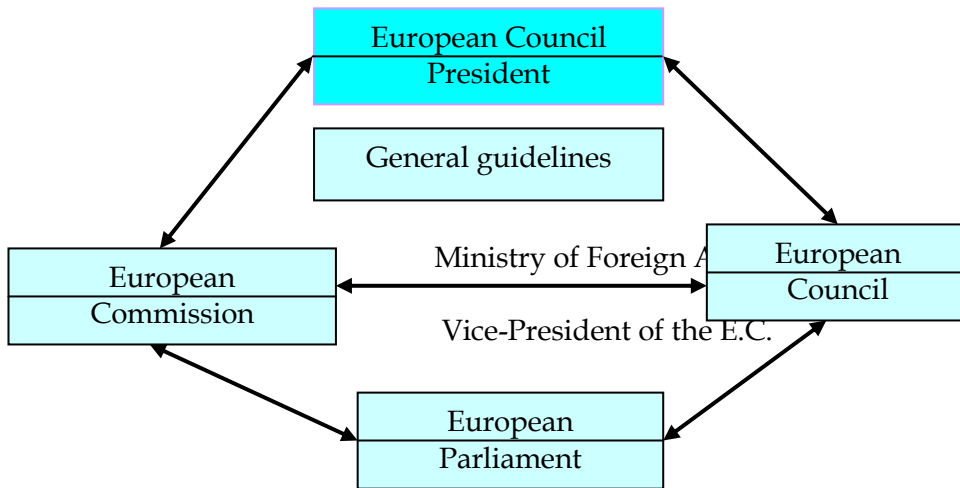 European Council
President
General guidelines
Ministry of Foreign A
European
Council
European
Commission
Vice-President of the E.C.
European
Parliament